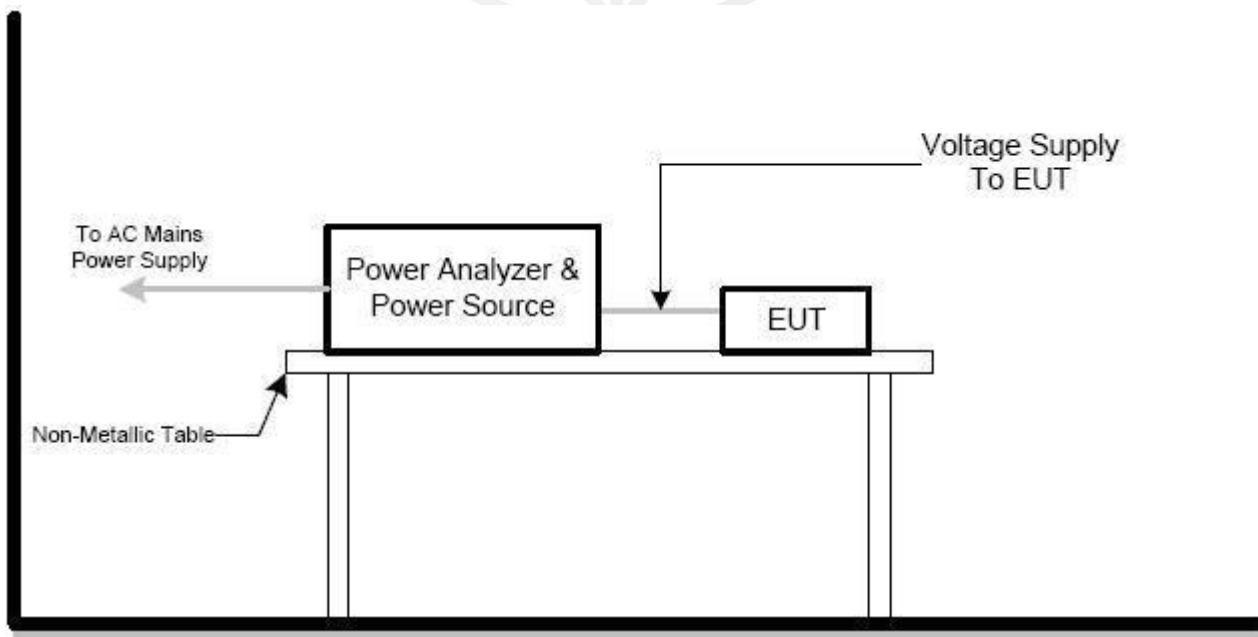 Voltage Supply
To EUT
To AC Mains
Power Supply
Power Analyzer &
Power Source
EUT
Non-Metallic Table